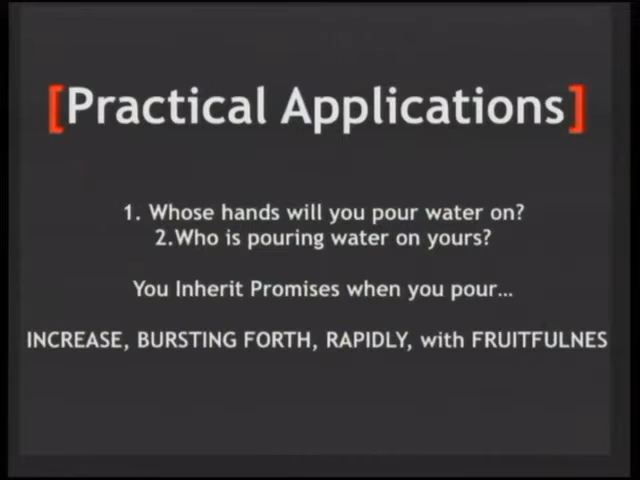 [Practical Applications]
1. Whose hands will you pour water on?
2.Who is pouring water on yours?
You Inherit Promises when you pour...
INCREASE, BURSTING FORTH, RAPIDLY, with FRUITFULNES